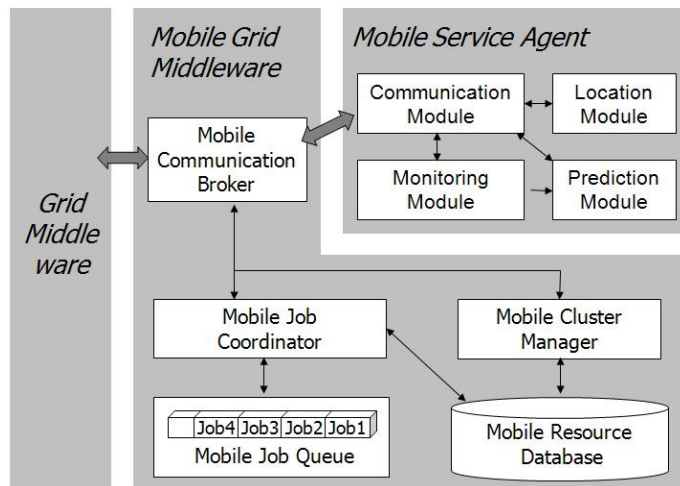 Mobile Grid
Middleware
Mobile Service Agent
Communication
Module
Location
Module
Mobile
Communication
Broker
Monitoring
Module
Prediction
Module
Grid
Middle
ware
Mobile Job
Coordinator
Mobile Cluster
Manager
Job4 Job3 Job2 Job1
Mobile Job Queue
Mobile Resource
Database